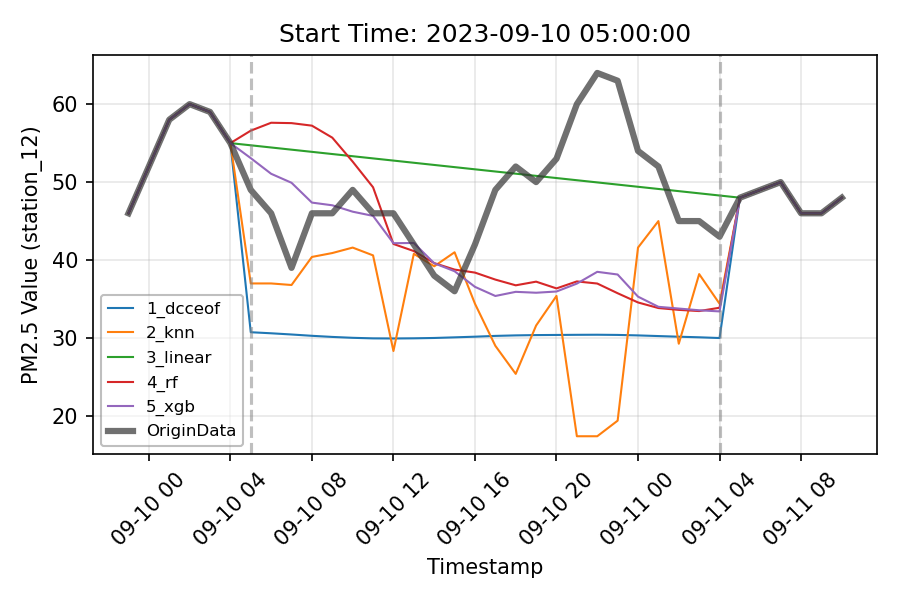 Start Time: 2023-09-10 05:00:00
PM2.5 Value (station_12)
60
50
40
30
20
1_dcceof
2_knn
3_linear
4_rf
5_xgb
OriginData
09-10 00
09-10 04
09-10 08
09-10 12
09-10 16
09-10 20
09-11 00
09-11 04
09-11 08
Timestamp